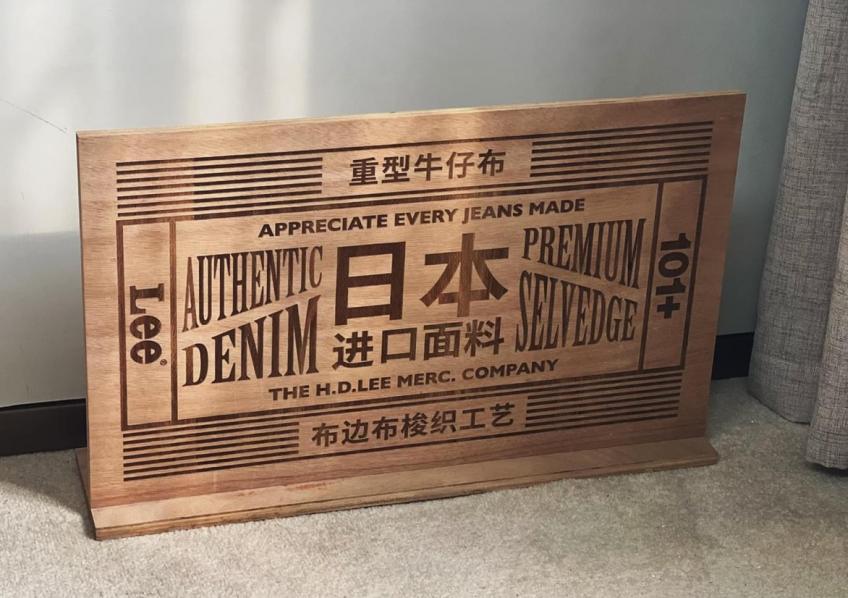 重型牛仔布
APPRECIATE EVERY JEANS MADE
Lee®
AUTHENTIC
DENIM
日本
进口面料
PREMIUM
SELVEDGE
101+
THE H.D.LEE MERC. COMPANY
布边布梭织工艺